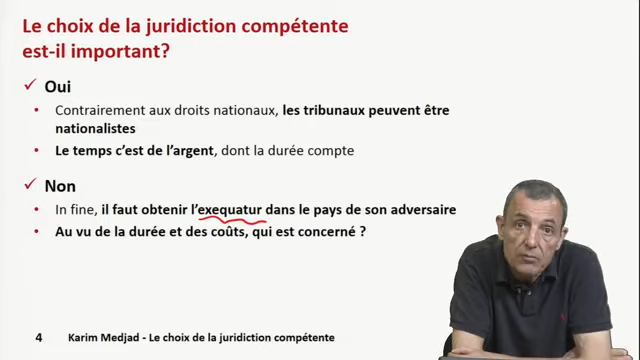 Le choix de la juridiction compétente
est-il important?
✓ Oui
• Contrairement aux droits nationaux, les tribunaux peuvent être
nationalistes
• Le temps c'est de l'argent, dont la durée compte
✓ Non
• In fine, il faut obtenir l'exequatur dans le pays de son adversaire
• Au vu de la durée et des coûts, qui est concerné ?
4 Karim Medjad - Le choix de la juridiction compétente